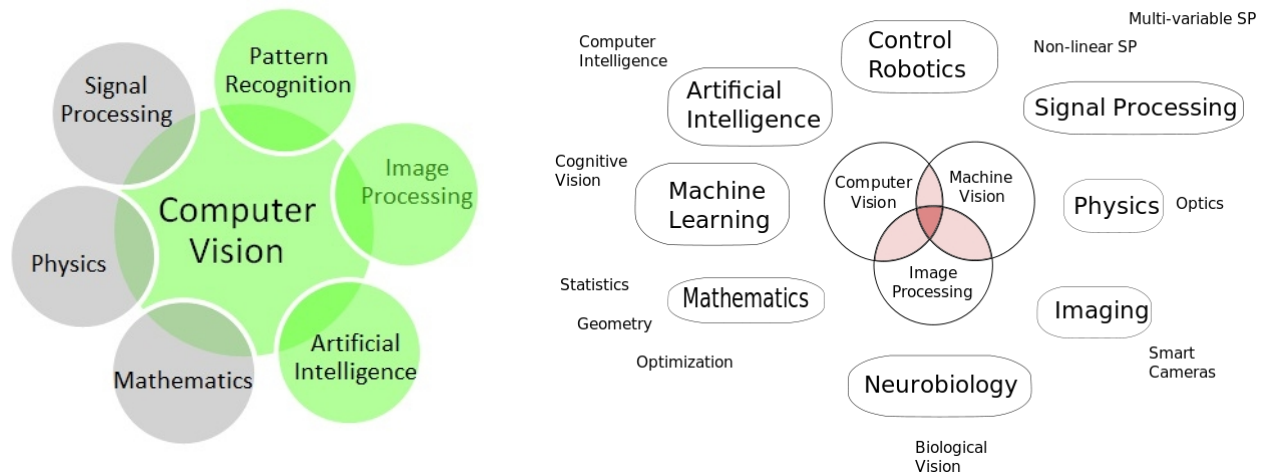 Pattern
Recognition
Signal
Processing
Image
Processing
Computer
Vision
Physics
Artificial
Intelligence
Mathematics
Multi-variable SP
Non-linear SP
Computer
Intelligence
Control
Robotics
Artificial
Intelligence
Signal Processing
Cognitive
Vision
Machine
Learning
Computer
Vision
Machine
Vision
Image
Processing
Physics
Optics
Statistics
Mathematics
Geometry
Optimization
Imaging
Smart
Cameras
Neurobiology
Biological
Vision